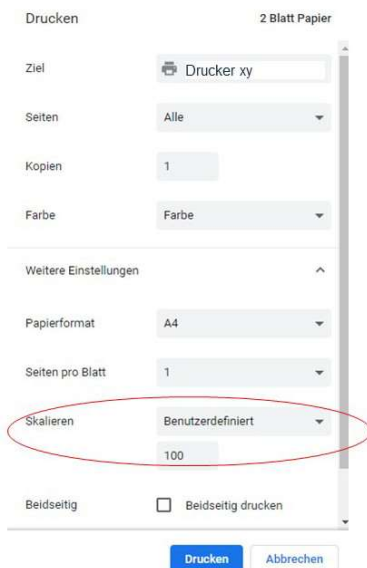 Drucken 2 Blatt Papier
Ziel Drucker xy
Seiten Alle
Kopien 1
Farbe Farbe
Weitere Einstellungen
Papierformat A4
Seiten pro Blatt 1
Skalieren Benutzerdefiniert
100
Beidseitig Beidseitig drucken
Drucken Abbrechen